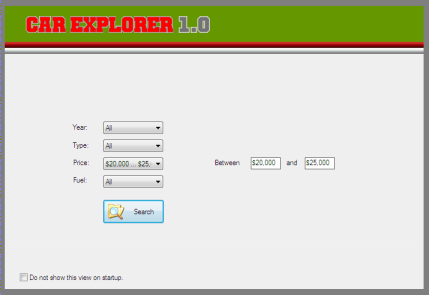 CAR EXPLORER 1.0
Year: All
Type: All
Price: $20,000 ... $25, Between $20,000 and $25,000
Fuel: All
Search
Do not show this view on startup.